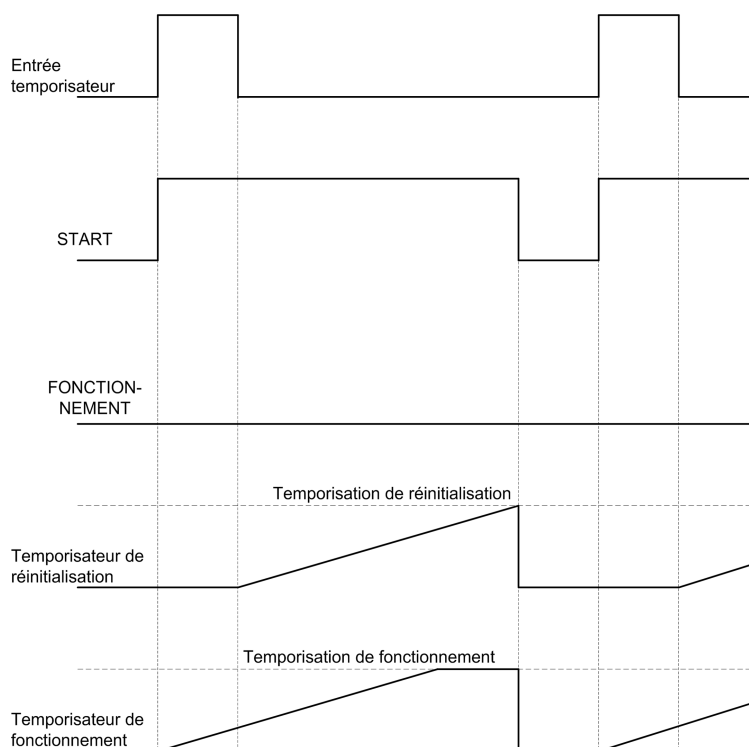 Entrée
temporisateur
START
FONCTION-
NEMENT
Temporisation de réinitialisation
Temporisateur de
réinitialisation
Temporisation de fonctionnement
Temporisateur de
fonctionnement